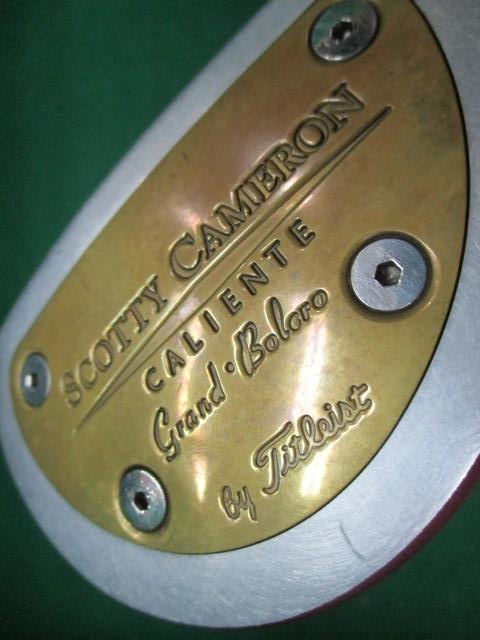 SCOTTY CAMERON
CALIENTE
Grand · Bolero
by Titleist